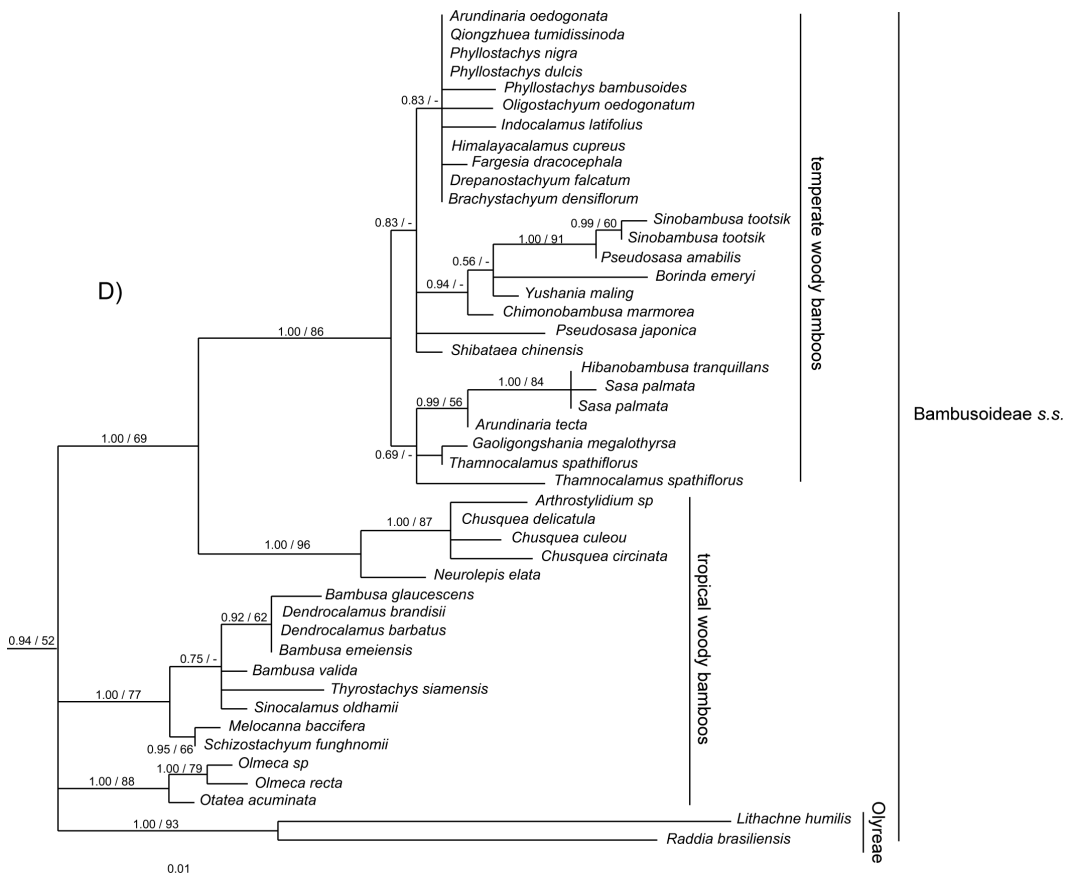 Arundinaria oedogonata
Qiongzhuea tumidissinoda
Phyllostachys nigra
Phyllostachys dulcis
Phyllostachys bambusoides
0.83 / -
Oligostachyum oedogonatum
Indocalamus latifolius
Himalayacalamus cupreus
Fargesia dracocephala
Drepanostachyum falcatum
Brachystachyum densiflorum
0.83 / -
0.99 / 60
Sinobambusa tootsik
Sinobambusa tootsik
1.00 / 91
Pseudosasa amabilis
0.56 / -
Borinda emeryi
0.94 / -
Yushania maling
Chimonobambusa marmorea
D)
1.00 / 86
Pseudosasa japonica
Shibataea chinensis
Hibanobambusa tranquillans
1.00 / 84
Sasa palmata
Sasa palmata
0.99 / 56
Arundinaria tecta
Gaoligongshania megalothyrsa
0.69 / -
Thamnocalamus spathiflorus
Thamnocalamus spathiflorus
temperate woody bamboos
Bambusoideae s.s.
1.00 / 69
Arthrostylidium sp
1.00 / 87
Chusquea delicatula
Chusquea culeou
1.00 / 96
Chusquea circinata
Neurolepis elata
Bambusa glaucescens
0.92 / 62
Dendrocalamus brandisii
Dendrocalamus barbatus
0.94 / 52
Bambusa emeiensis
0.75 / -
Bambusa valida
Thyrostachys siamensis
1.00 / 77
Sinocalamus oldhamii
Melocanna baccifera
0.95 / 66
Schizostachyum funghnomii
tropical woody bamboos
Olmeca sp
1.00 / 79
1.00 / 88
Olmeca recta
Otatea acuminata
Lithachne humilis
1.00 / 93
Raddia brasiliensis
Olyreae
0.01